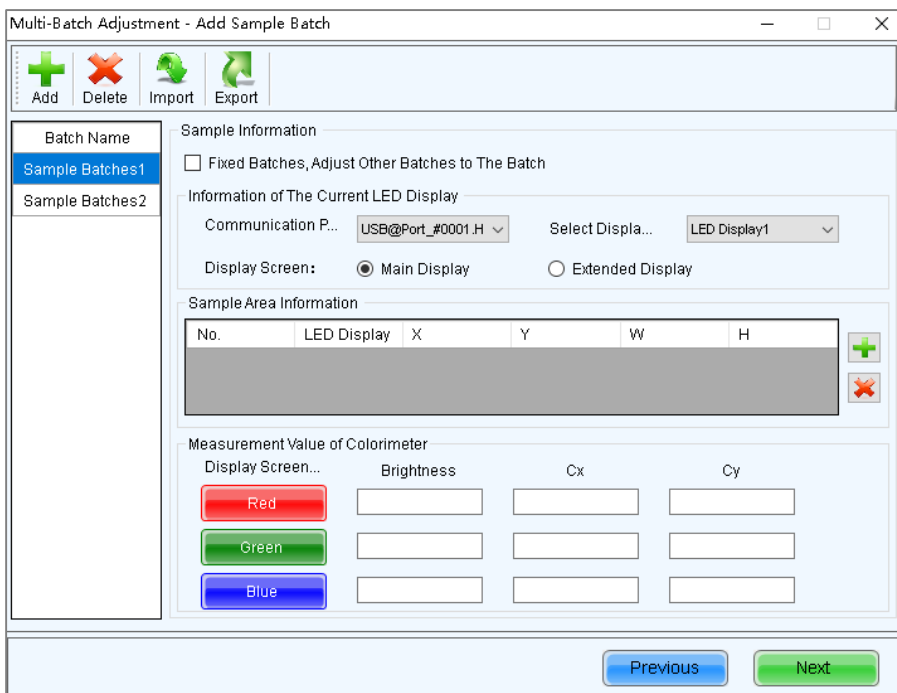 Multi-Batch Adjustment - Add Sample Batch
Add Delete Import Export
Batch Name
Sample Batches1
Sample Batches2
Sample Information
Fixed Batches, Adjust Other Batches to The Batch
Information of The Current LED Display
Communication P... USB@Port_#0001.H Select Displa... LED Display1
Display Screen: Main Display Extended Display
Sample Area Information
No. LED Display X Y W H
Measurement Value of Colorimeter
Display Screen... Brightness Cx Cy
Red
Green
Blue
Previous Next